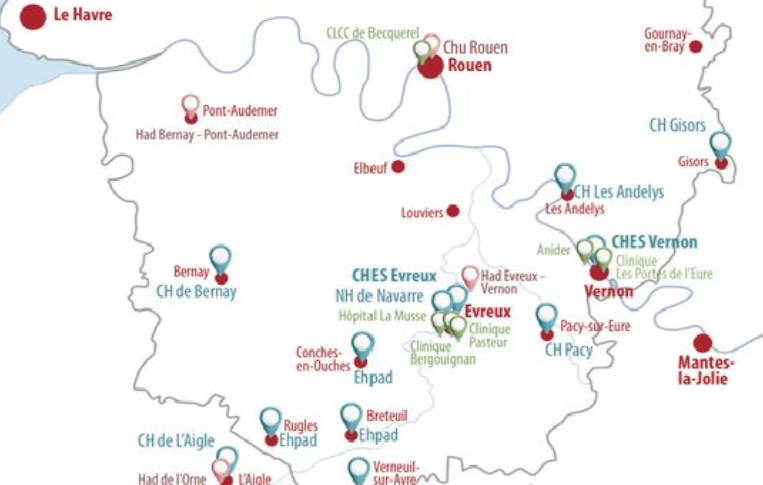 Le Havre
CLCC de Becquerel
Chu Rouen
Rouen
Gournay-
en-Bray
Pont-Audemer
Had Bernay - Pont-Audemer
CH Gisors
Gisors
Elbeuf
CH Les Andelys
Les Andelys
Louviers
Anider
CHES Vernon
Clinique
Les Portes de l'Eure
Vernon
Bernay
CH de Bernay
CHES Evreux
Had Evreux -
Vernon
NH de Navarre
Hôpital La Musse
Evreux
Clinique
Pasteur
Clinique
Bergouignan
Pacy-sur-Eure
CH Pacy
Conches-
en-Ouches
Ehpad
Mantes-
la-Jolie
Rugles
Ehpad
Breteuil
Ehpad
CH de L'Aigle
Had de l'Orne
L'Aigle
Verneuil-
sur-Avre